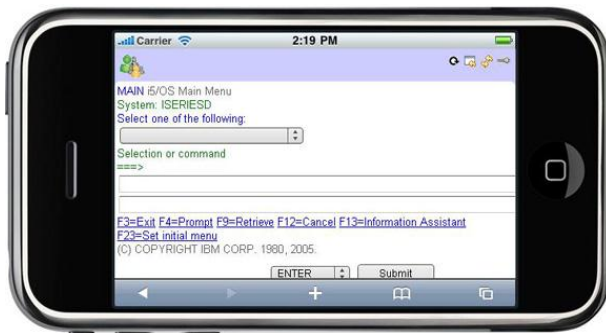 Carrier 2:19 PM
MAIN i5/OS Main Menu
System: ISERIESD
Select one of the following:
Selection or command
===>
F3=Exit F4=Prompt F9=Retrieve F12=Cancel F13=Information Assistant
F23=Set initial menu
(C) COPYRIGHT IBM CORP. 1980, 2005.
ENTER Submit